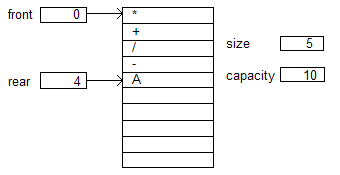 front 0 *
+
/
-
rear 4 A
size 5
capacity 10